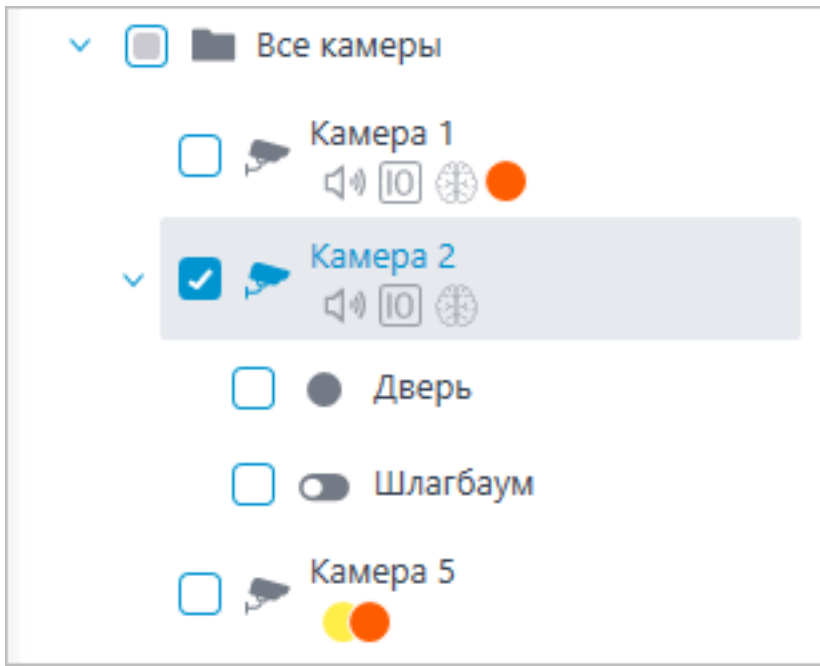 Все камеры
Камера 1
IO
Камера 2
IO
Дверь
Шлагбаум
Камера 5